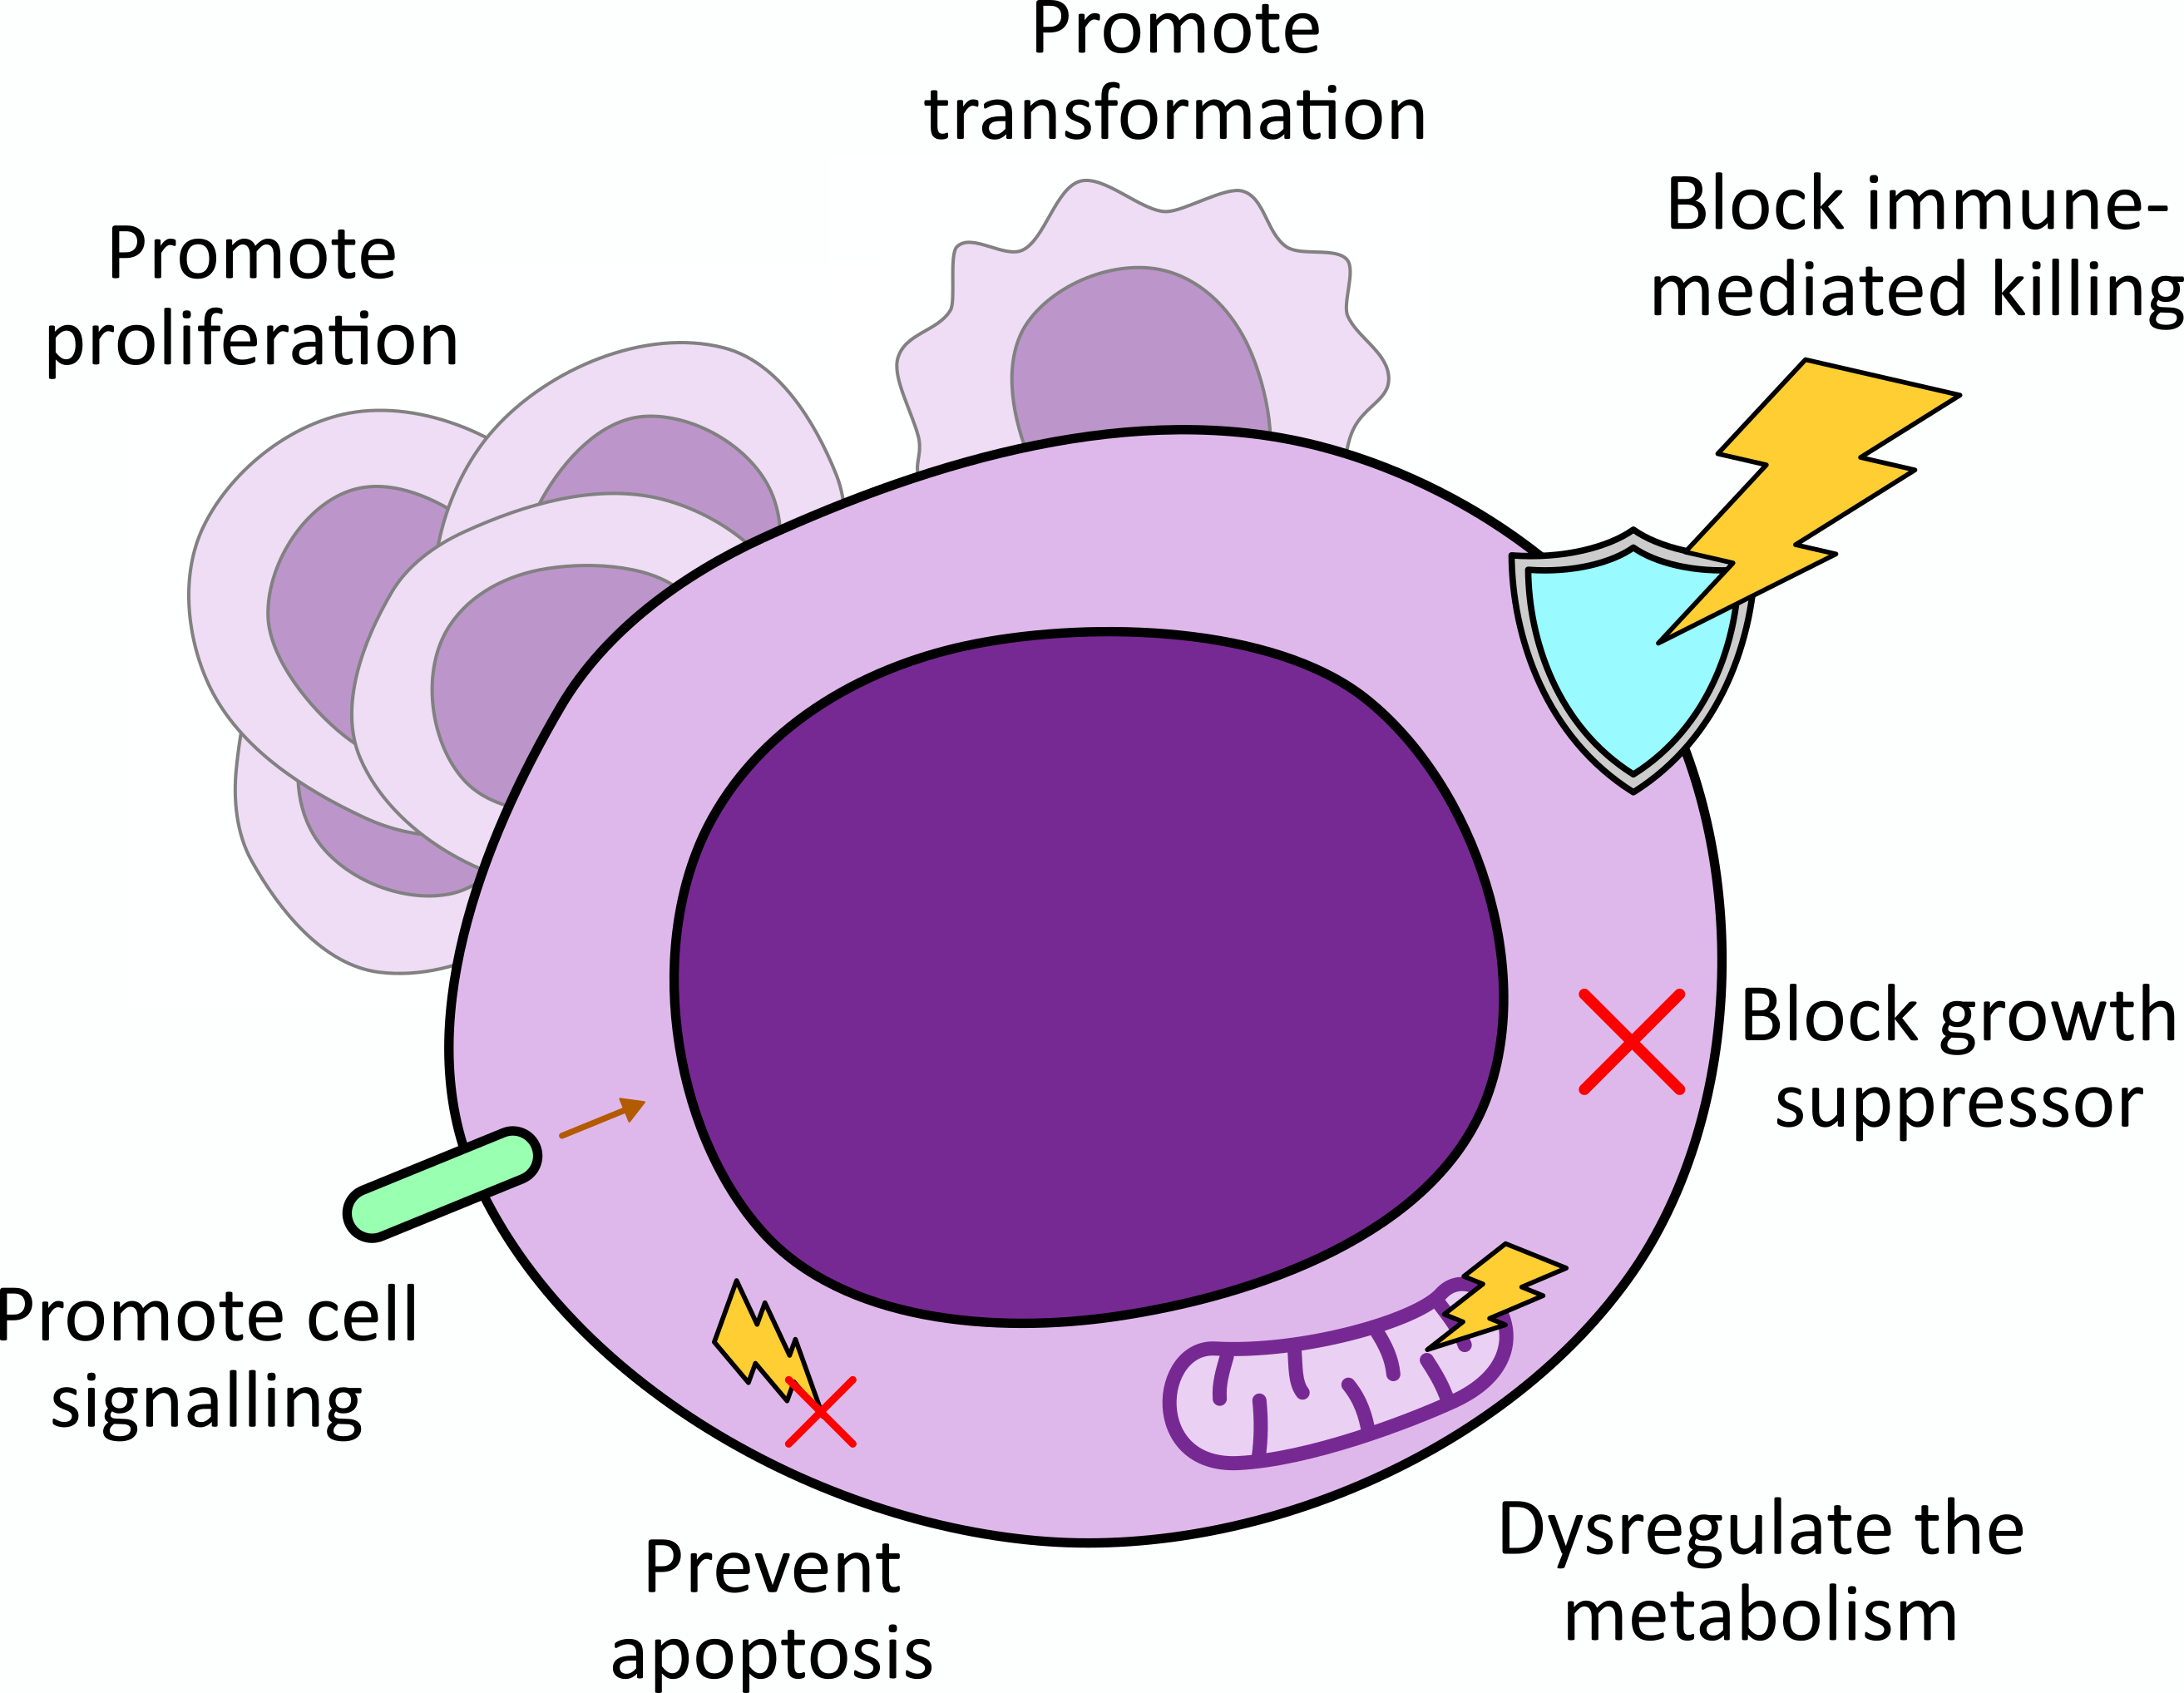 Promote
transformation
Block immune-
mediated killing
Promote
proliferation
Block growth
suppressor
Promote cell
signalling
Dysregulate the
metabolism
Prevent
apoptosis